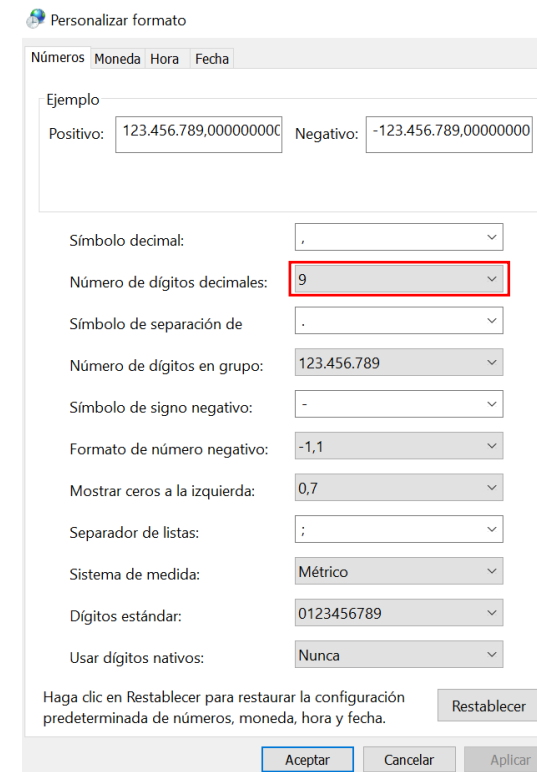 Personalizar formato
Números Moneda Hora Fecha
Ejemplo
Positivo: 123.456.789,000000000 Negativo: -123.456.789,00000000
Símbolo decimal: ,
Número de dígitos decimales: 9
Símbolo de separación de .
Número de dígitos en grupo: 123.456.789
Símbolo de signo negativo: -
Formato de número negativo: -1,1
Mostrar ceros a la izquierda: 0,7
Separador de listas: ;
Sistema de medida: Métrico
Dígitos estándar: 0123456789
Usar dígitos nativos: Nunca
Haga clic en Restablecer para restaurar la configuración
predeterminada de números, moneda, hora y fecha.
Restablecer
Aceptar Cancelar Aplicar